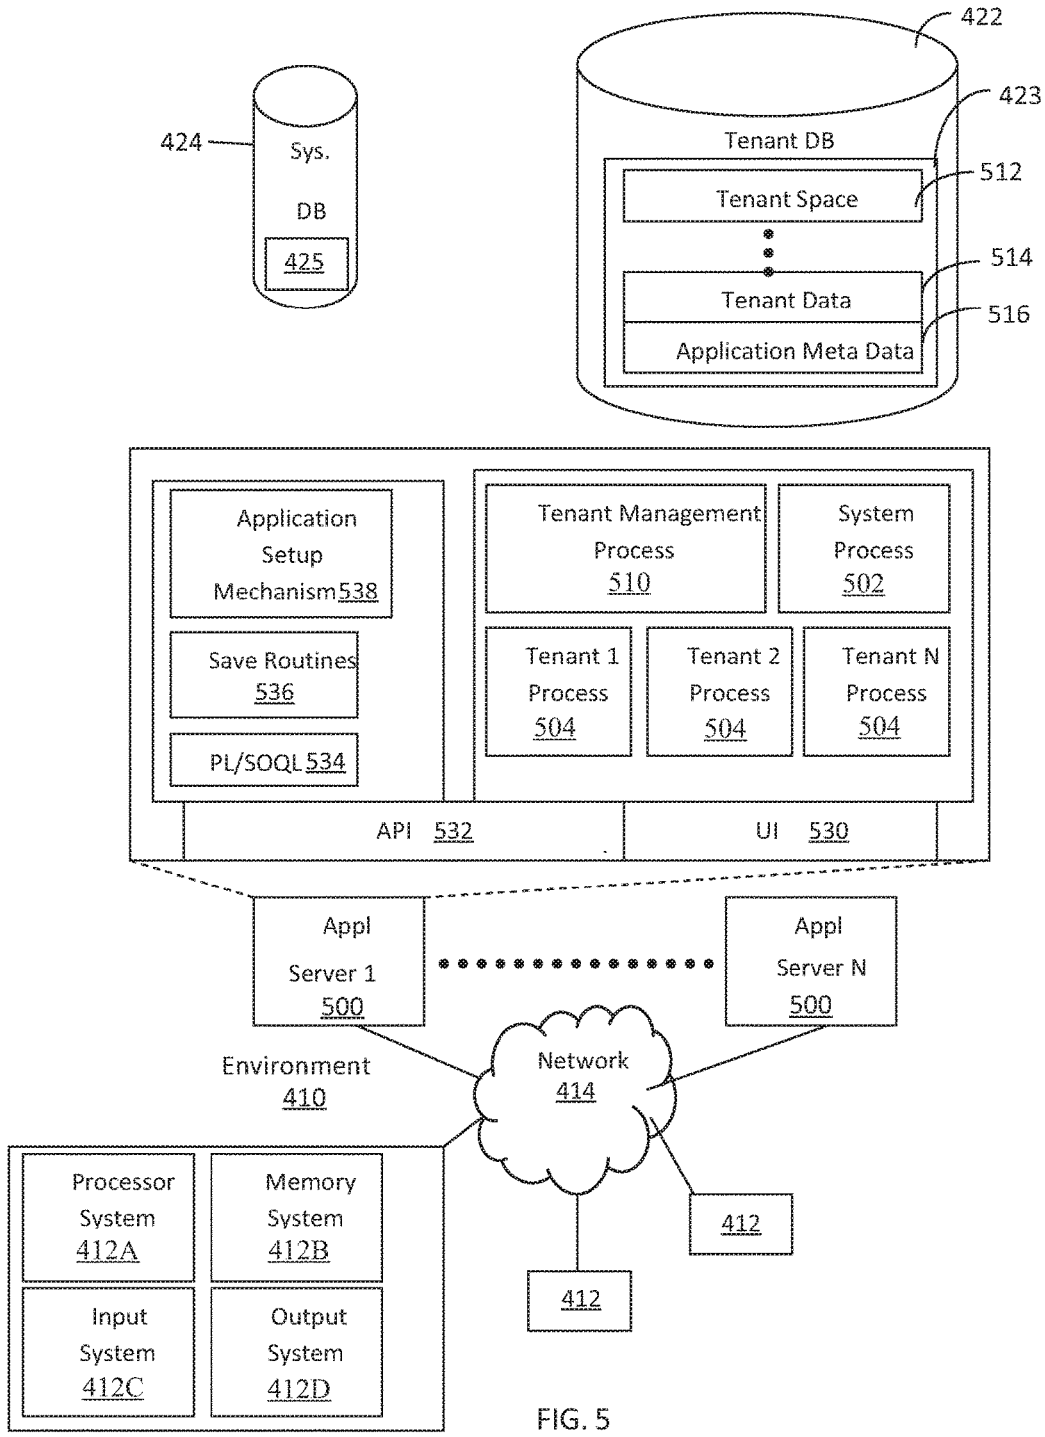 422
423
424
Sys.
DB
425
Tenant DB
512
Tenant Space
514
Tenant Data
516
Application Meta Data
Application
Setup
Mechanism 538
Save Routines
536
PL/SOQL 534
Tenant Management
Process
510
System
Process
502
Tenant 1
Process
504
Tenant 2
Process
504
Tenant N
Process
504
API 532
UI 530
Appl
Server 1
500
Appl
Server N
500
Environment
410
Network
414
Processor
System
412A
Memory
System
412B
Input
System
412C
Output
System
412D
412
412
FIG. 5